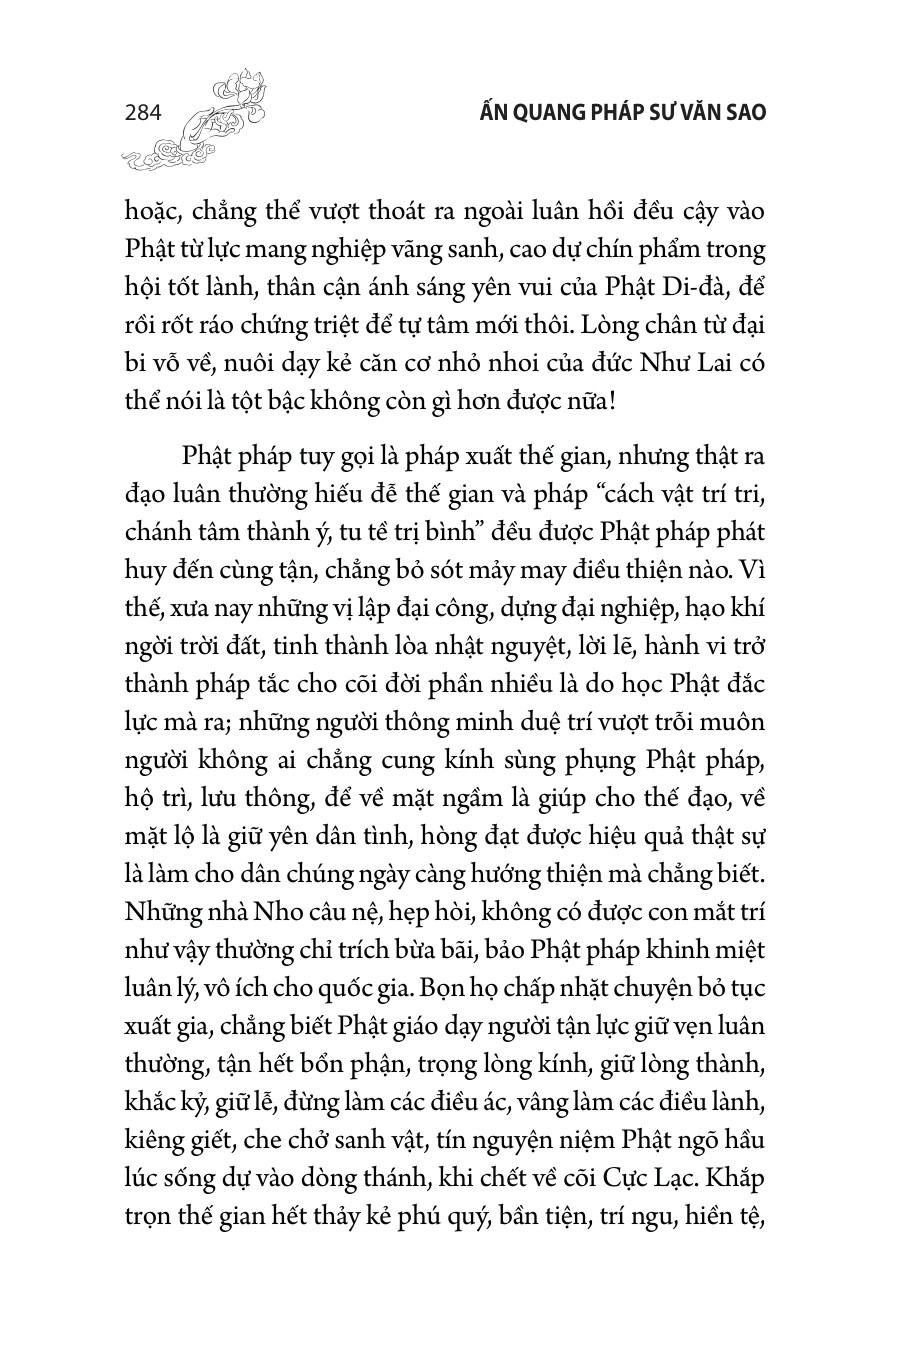 284
ẤN QUANG PHÁP SƯ VĂN SAO
hoặc, chẳng thể vượt thoát ra ngoài luân hồi đều cậy vào
Phật từ lực mang nghiệp vãng sanh, cao dự chín phẩm trong
hội tốt lành, thân cận ánh sáng yên vui của Phật Di-đà, để
rồi rốt ráo chứng triệt để tự tâm mới thôi. Lòng chân từ đại
bi vỗ về, nuôi dạy kẻ căn cơ nhỏ nhoi của đức Như Lai có
thể nói là tột bậc không còn gì hơn được nữa!
Phật pháp tuy gọi là pháp xuất thế gian, nhưng thật ra
đạo luân thường hiếu đễ thế gian và pháp “cách vật trí tri,
chánh tâm thành ý, tu tề trị bình” đều được Phật pháp phát
huy đến cùng tận, chẳng bỏ sót mảy may điều thiện nào. Vì
thế, xưa nay những vị lập đại công, dựng đại nghiệp, hạo khí
ngời trời đất, tinh thành lòa nhật nguyệt, lời lẽ, hành vi trở
thành pháp tắc cho cõi đời phần nhiều là do học Phật đắc
lực mà ra; những người thông minh duệ trí vượt trỗi muôn
người không ai chẳng cung kính sùng phụng Phật pháp,
hộ trì, lưu thông, để về mặt ngầm là giúp cho thế đạo, về
mặt lộ là giữ yên dân tình, hòng đạt được hiệu quả thật sự
là làm cho dân chúng ngày càng hướng thiện mà chẳng biết.
Những nhà Nho câu nệ, hẹp hòi, không có được con mắt trí
như vậy thường chỉ trích bừa bãi, bảo Phật pháp khinh miệt
luân lý, vô ích cho quốc gia. Bọn họ chấp nhặt chuyện bỏ tục
xuất gia, chẳng biết Phật giáo dạy người tận lực giữ vẹn luân
thường, tận hết bổn phận, trọng lòng kính, giữ lòng thành,
khắc kỷ, giữ lễ, đừng làm các điều ác, vâng làm các điều lành,
kiêng giết, che chở sanh vật, tín nguyện niệm Phật ngõ hầu
lúc sống dự vào dòng thánh, khi chết về cõi Cực Lạc. Khắp
trọn thế gian hết thảy kẻ phú quý, bần tiện, trí ngu, hiền tệ,